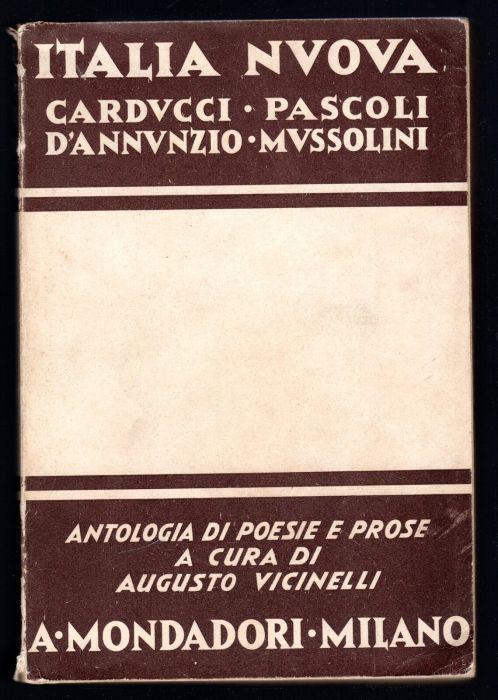 ITALIA NVOVA
CARDVCCI • PASCOLI
D'ANNVNZIO • MVSSOLINI
ANTOLOGIA DI POESIE E PROSE
A CURA DI
AUGUSTO VICINELLI
A • MONDADORI • MILANO